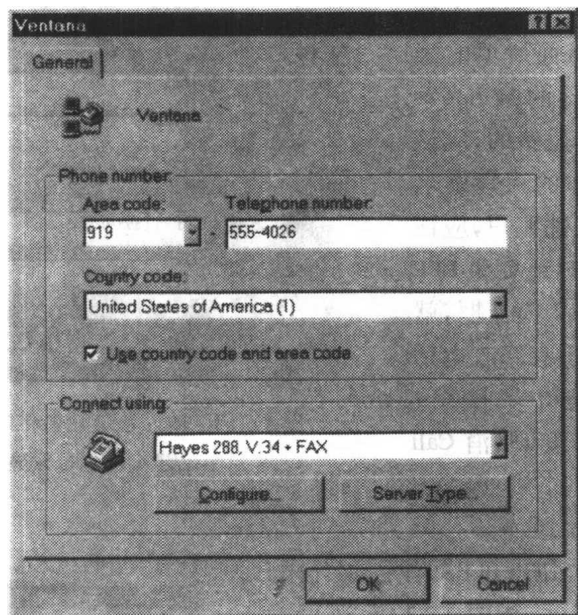 Ventana
General
Ventana
Phone number:
Area code: Telephone number:
919 - 555-4026
Country code:
United States of America (1)
Use country code and area code
Connect using:
Hayes 288, V.34 + FAX
Configure... Server Type...
OK Cancel